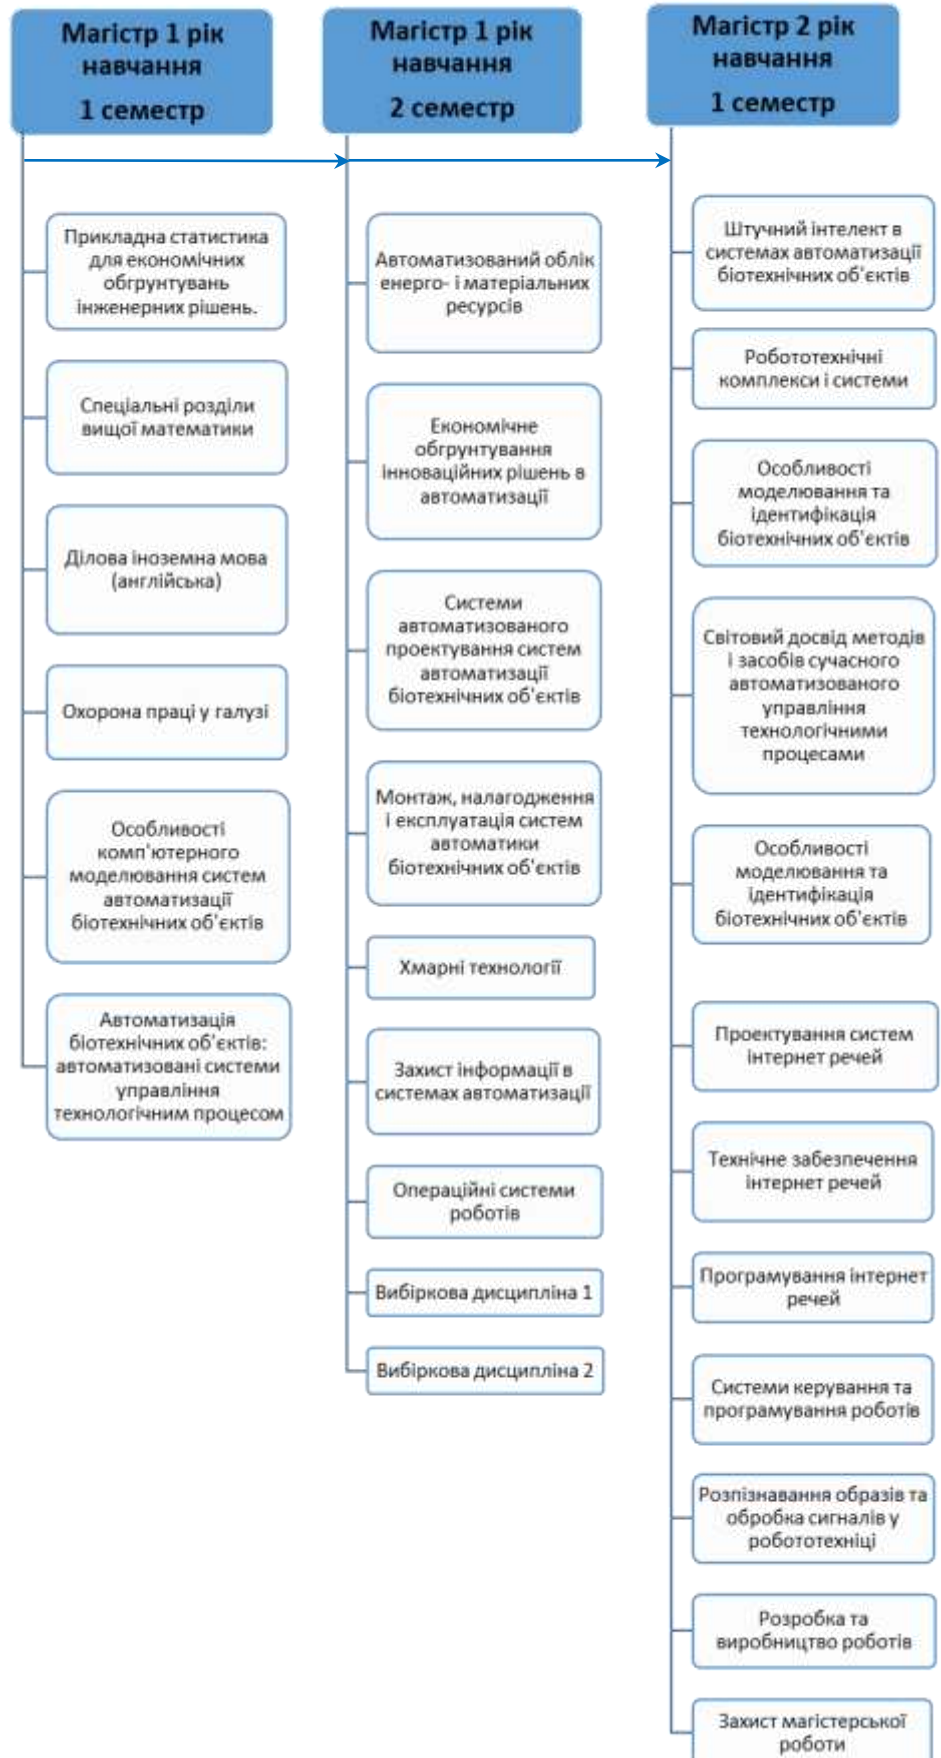 Магістр 1 рік
навчання
1 семестр
Прикладна статистика
для економічних
обгрунтувань
інженерних рішень.
Спеціальні розділи
вищої математики
Ділова іноземна мова
(англійська)
Охорона праці у галузі
Особливості
комп'ютерного
моделювання систем
автоматизації
біотехнічних об'єктів
Автоматизація
біотехнічних об'єктів:
автоматизовані системи
управління
технологічним процесом
Магістр 1 рік
навчання
2 семестр
Автоматизований облік
енерго- і матеріальних
ресурсів
Економічне
обгрунтування
інноваційних рішень в
автоматизації
Системи
автоматизованого
проектування систем
автоматизації
біотехнічних об'єктів
Монтаж, налагодження
і експлуатація систем
автоматики
біотехнічних об'єктів
Хмарні технології
Захист інформації в
системах автоматизації
Операційні системи
роботів
Вибіркова дисципліна 1
Вибіркова дисципліна 2
Магістр 2 рік
навчання
1 семестр
Штучний інтелект в
системах автоматизації
біотехнічних об'єктів
Робототехнічні
комплекси і системи
Особливості
моделювання та
ідентифікація
біотехнічних об'єктів
Світовий досвід методів
і засобів сучасного
автоматизованого
управління
технологічними
процесами
Особливості
моделювання та
ідентифікація
біотехнічних об'єктів
Проектування систем
інтернет речей
Технічне забезпечення
інтернет речей
Програмування інтернет
речей
Системи керування та
програмування роботів
Розпізнавання образів та
обробка сигналів у
робототехніці
Розробка та
виробництво роботів
Захист магістерської
роботи